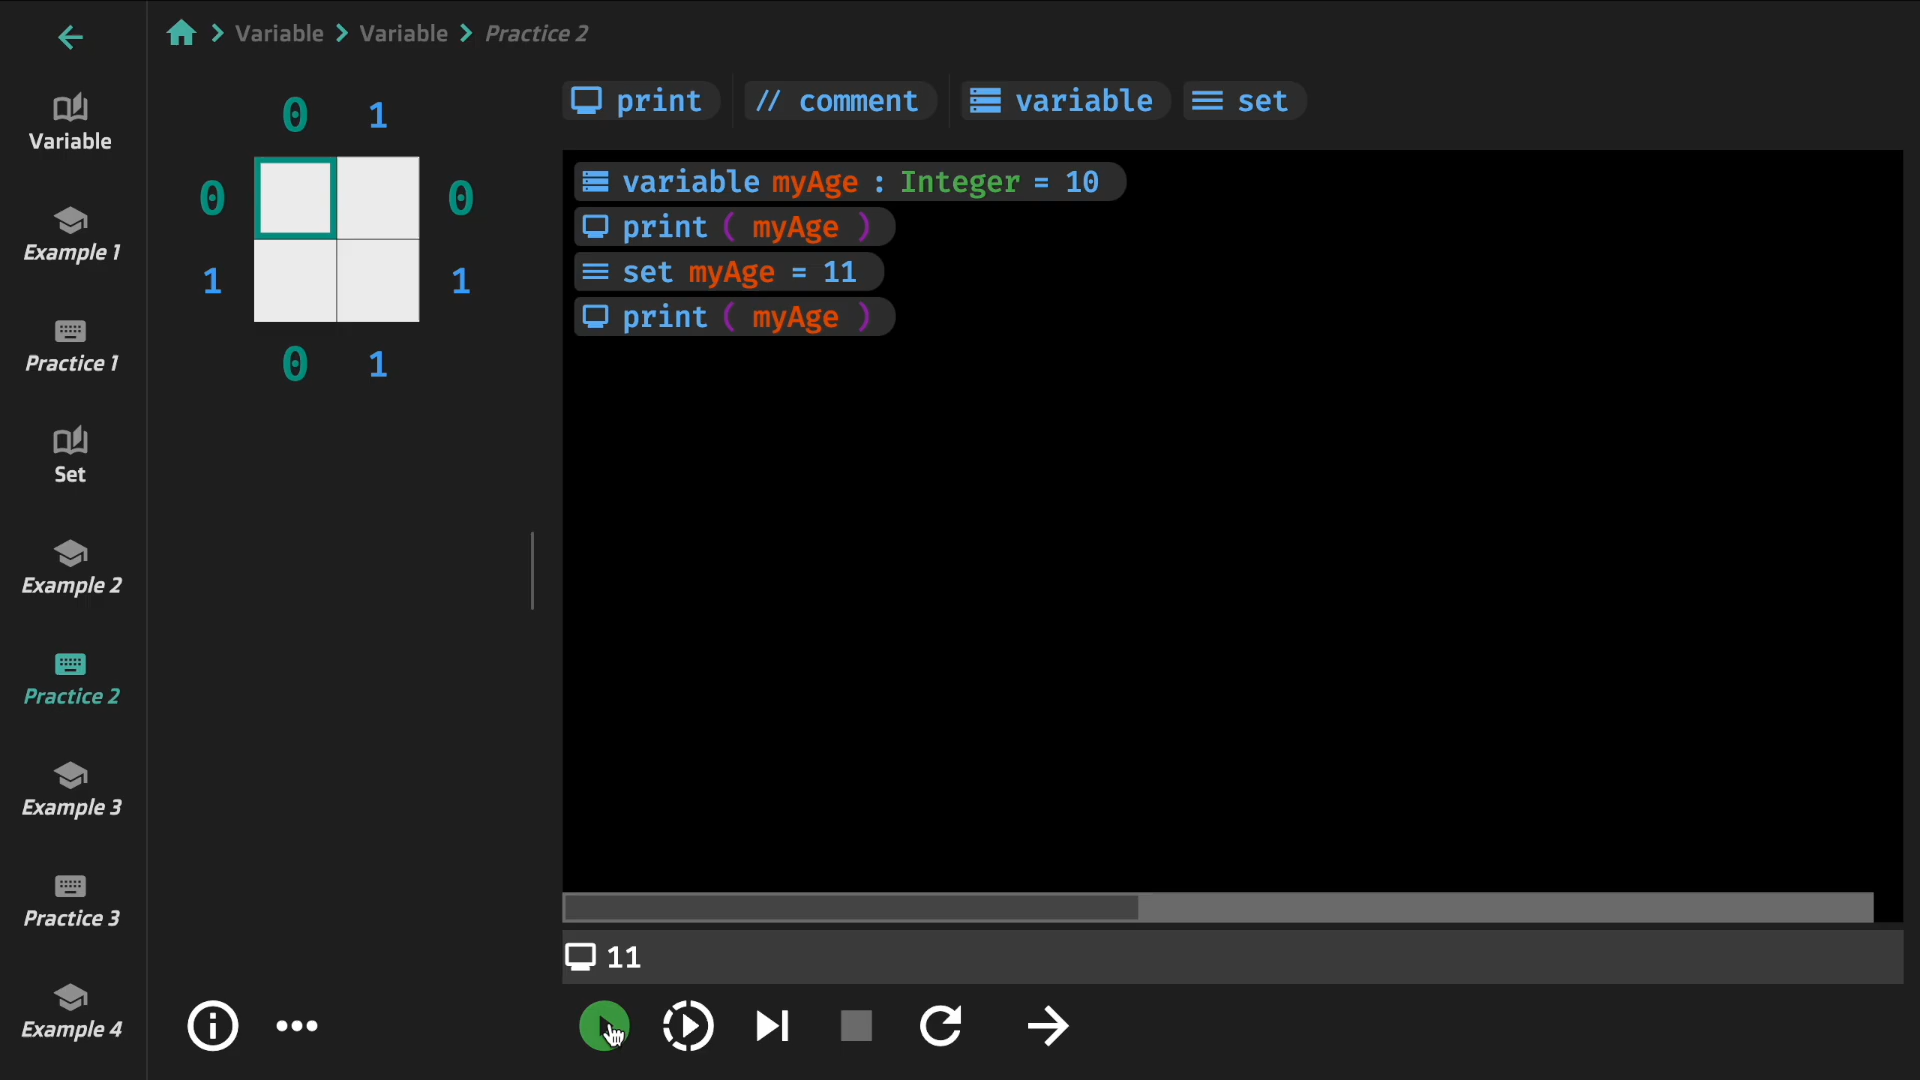 Variable Variable Practice 2
Variable
Example 1
Practice 1
Set
Example 2
Practice 2
Example 3
Practice 3
Example 4
0 1
0 0
1 1
0 1
print // comment variable set
variable myAge : Integer = 10
print ( myAge )
set myAge = 11
print ( myAge )
11